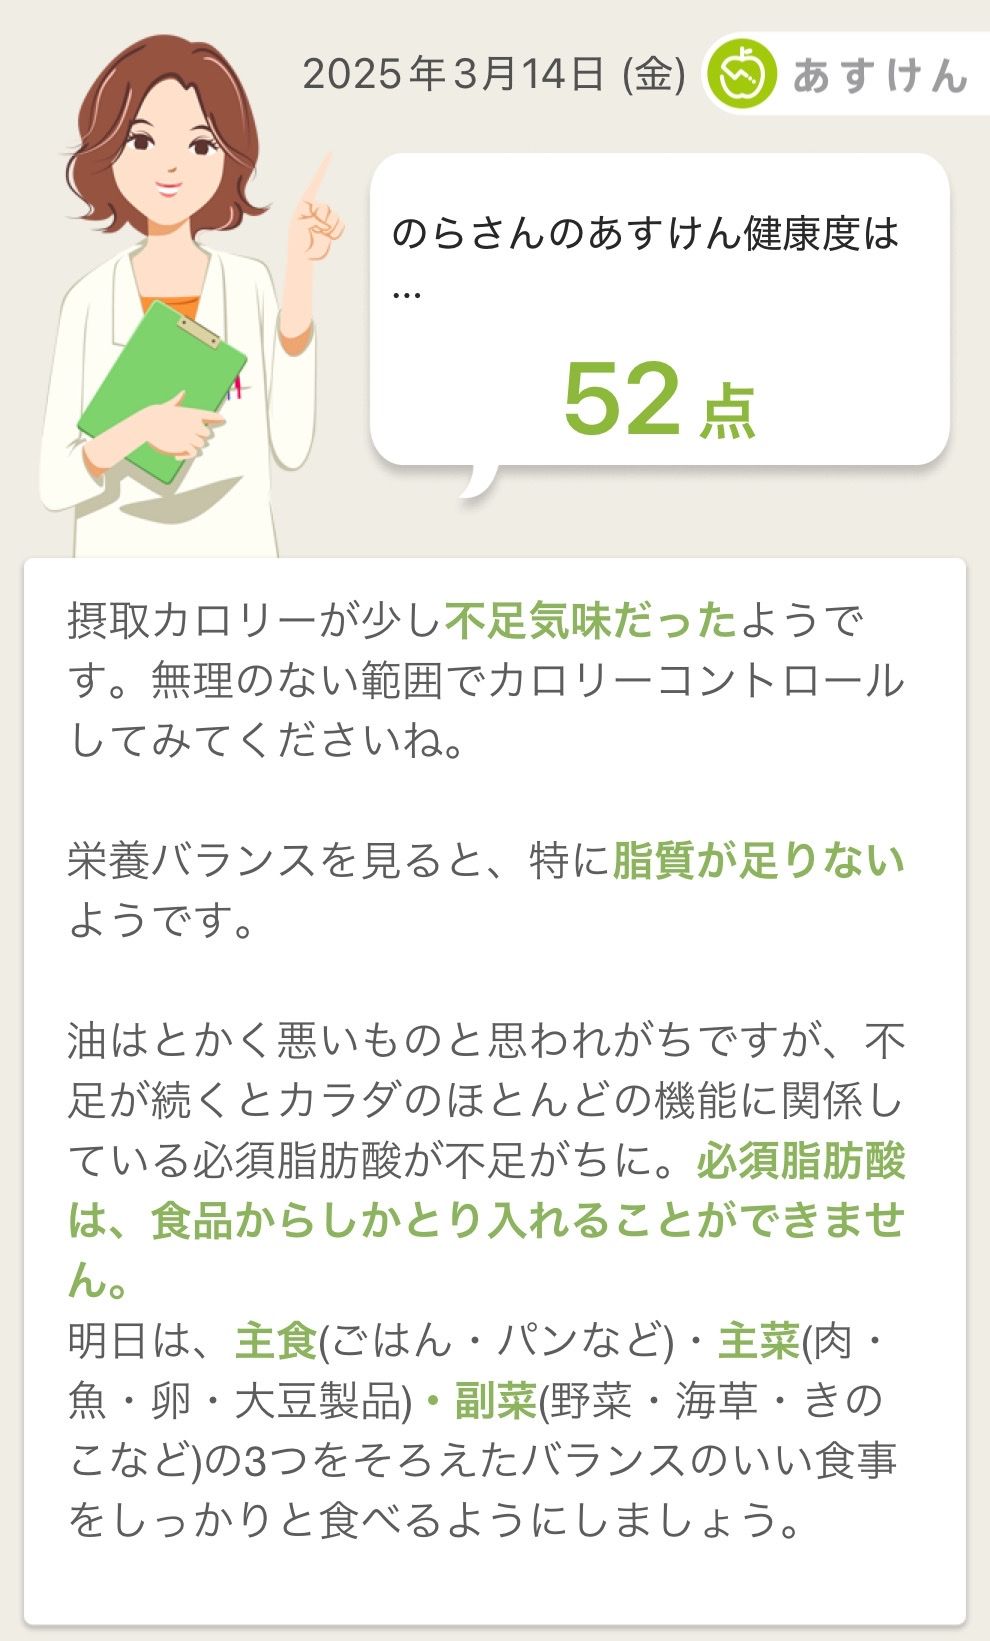 2025年3月14日 (金)
あすけん
のらさんのあすけん健康度は
...
52点
摂取カロリーが少し不足気味だったようで
す。無理のない範囲でカロリーコントロール
してみてくださいね。
栄養バランスを見ると、特に脂質が足りない
ようです。
油はとかく悪いものと思われがちですが、不
足が続くとカラダのほとんどの機能に関係し
ている必須脂肪酸が不足がちに。必須脂肪酸
は、食品からしかとり入れることができませ
ん。
明日は、主食(ごはん・パンなど)・主菜(肉・
魚・卵・大豆製品)・副菜(野菜・海草・きの
こなど)の3つをそろえたバランスのいい食事
をしっかりと食べるようにしましょう。